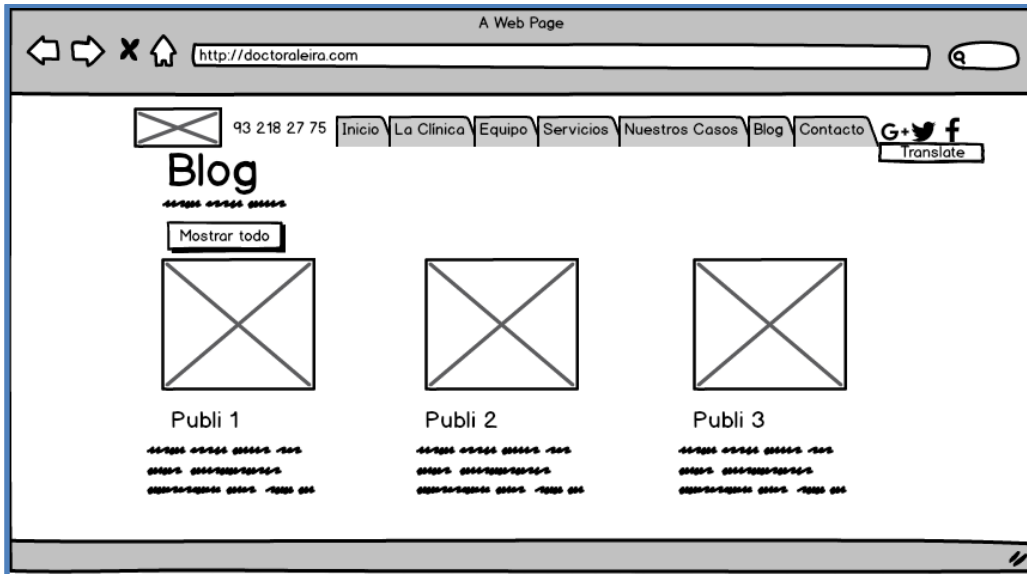 A Web Page
http://doctoraleira.com
93 218 27 75 Inicio La Clínica Equipo Servicios Nuestros Casos Blog Contacto G+ f
Translate
Blog
Mostrar todo
Publi 1 Publi 2 Publi 3